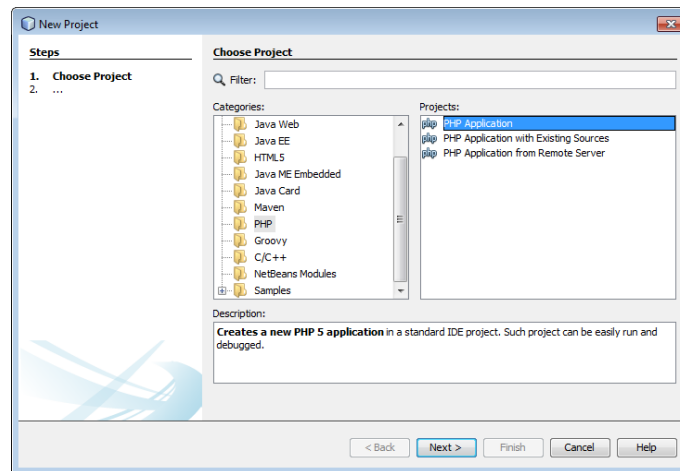 New Project
Steps
1. Choose Project
2. ...
Choose Project
Filter:
Categories:
Java Web
Java EE
HTML5
Java ME Embedded
Java Card
Maven
PHP
Groovy
C/C++
NetBeans Modules
Samples
Projects:
php PHP Application
php PHP Application with Existing Sources
php PHP Application from Remote Server
Description:
Creates a new PHP 5 application in a standard IDE project. Such project can be easily run and
debugged.
< Back Next > Finish Cancel Help